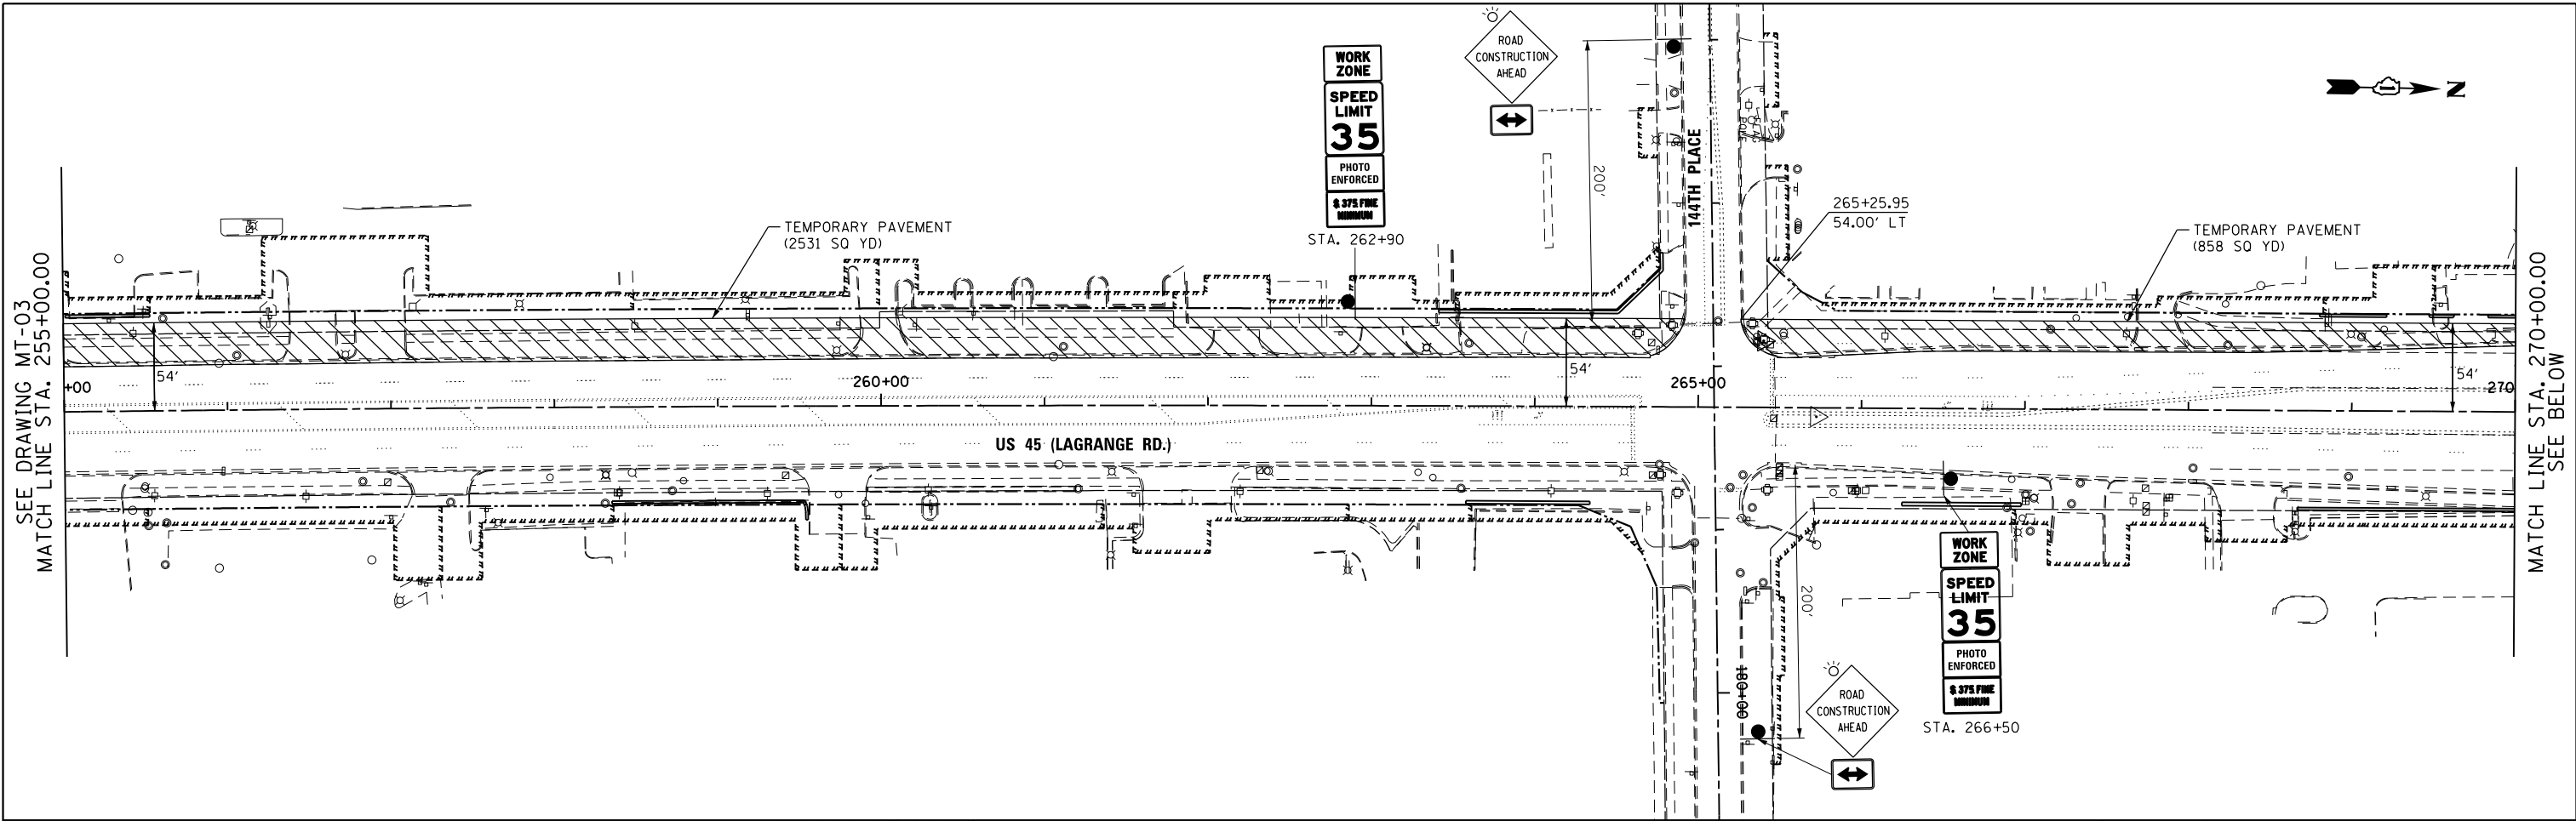 SEE DRAWING MT-03
MATCH LINE STA. 255+00.00
+00
54'
TEMPORARY PAVEMENT
(2531 SQ YD)
260+00
US 45 (LAGRANGE RD.)
WORK
ZONE
SPEED
LIMIT
35
PHOTO
ENFORCED
$ 375 FINE
MINIMUM
STA. 262+90
ROAD
CONSTRUCTION
AHEAD
200'
54'
144TH PLACE
265+00
265+25.95
54.00' LT
TEMPORARY PAVEMENT
(858 SQ YD)
N
54'
270
200'
180+00
WORK
ZONE
SPEED
LIMIT
35
PHOTO
ENFORCED
$ 375 FINE
MINIMUM
STA. 266+50
ROAD
CONSTRUCTION
AHEAD
MATCH LINE STA. 270+00.00
SEE BELOW